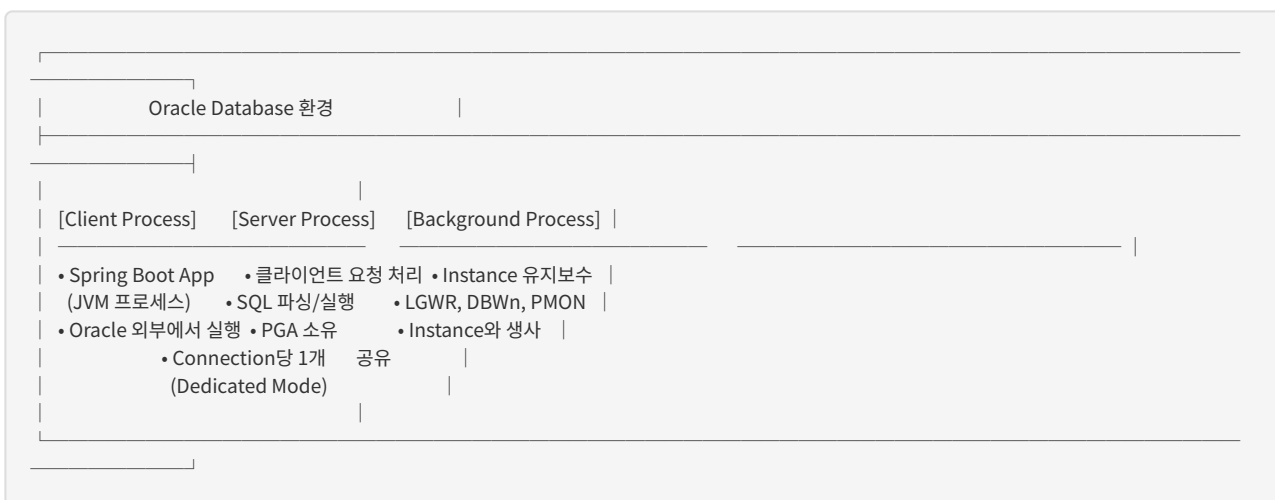 Oracle Database 환경
[Client Process] [Server Process] [Background Process]
• Spring Boot App • 클라이언트 요청 처리 • Instance 유지보수
(JVM 프로세스) • SQL 파싱/실행 • LGWR, DBWn, PMON
• Oracle 외부에서 실행 • PGA 소유 • Instance와 생사
• Connection당 1개 공유
(Dedicated Mode)